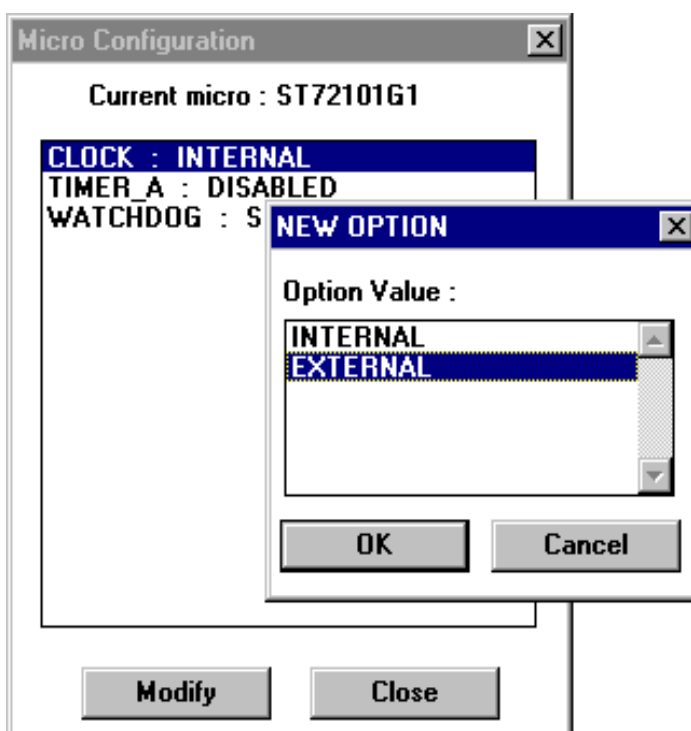 Micro Configuration
Current micro : ST72101G1
CLOCK : INTERNAL
TIMER_A : DISABLED
WATCHDOG : S
NEW OPTION
Option Value :
INTERNAL
EXTERNAL
OK
Cancel
Modify
Close